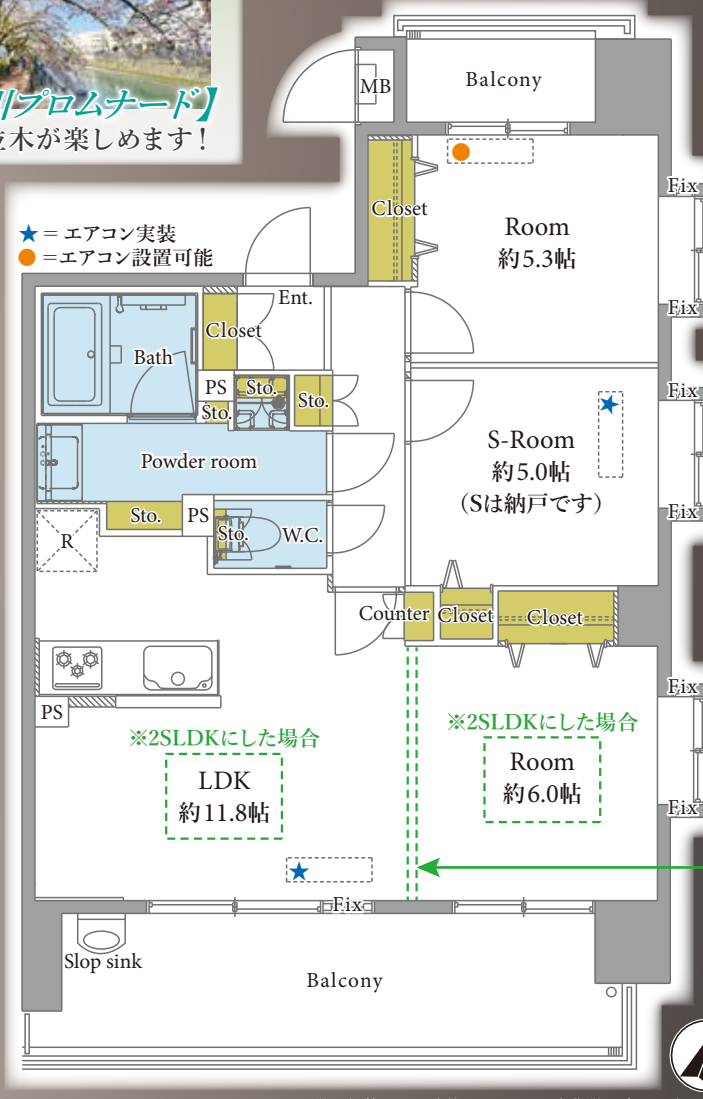 プロムナード】
木が楽しめます！
★＝エアコン実装
●＝エアコン設置可能
MB
Balcony
Closet
Room
約5.3帖
Fix
Fix
Ent.
Closet
Bath
PS
Sto.
Sto.
Sto.
Powder room
S-Room
約5.0帖
（Sは納戸です）
Fix
Fix
Sto.
PS
Sto.
W.C.
R
Counter
Closet
Closet
PS
※2SLDKにした場合
LDK
約11.8帖
※2SLDKにした場合
Room
約6.0帖
Fix
Fix
Fix
Slop sink
Balcony